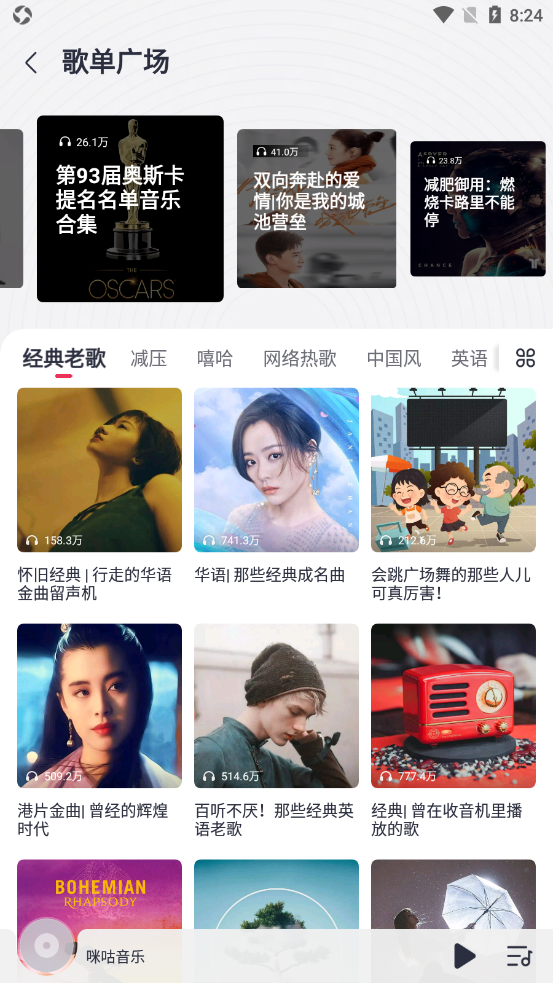 8:24
歌单广场
26.1万
第93届奥斯卡
提名名单音乐
合集
THE
OSCARS
41.0万
双向奔赴的爱
情|你是我的城
池营垒
23.8万
减肥御用：燃
烧卡路里不能
停
CHANCE
经典老歌
减压
嘻哈
网络热歌
中国风
英语
158.3万
741.3万
212.6万
怀旧经典 | 行走的华语
金曲留声机
华语| 那些经典成名曲
会跳广场舞的那些人儿
可真厉害！
509.2万
514.6万
777.4万
港片金曲| 曾经的辉煌
时代
百听不厌！那些经典英
语老歌
经典| 曾在收音机里播
放的歌
BOHEMIAN
RHAPSODY
咪咕音乐